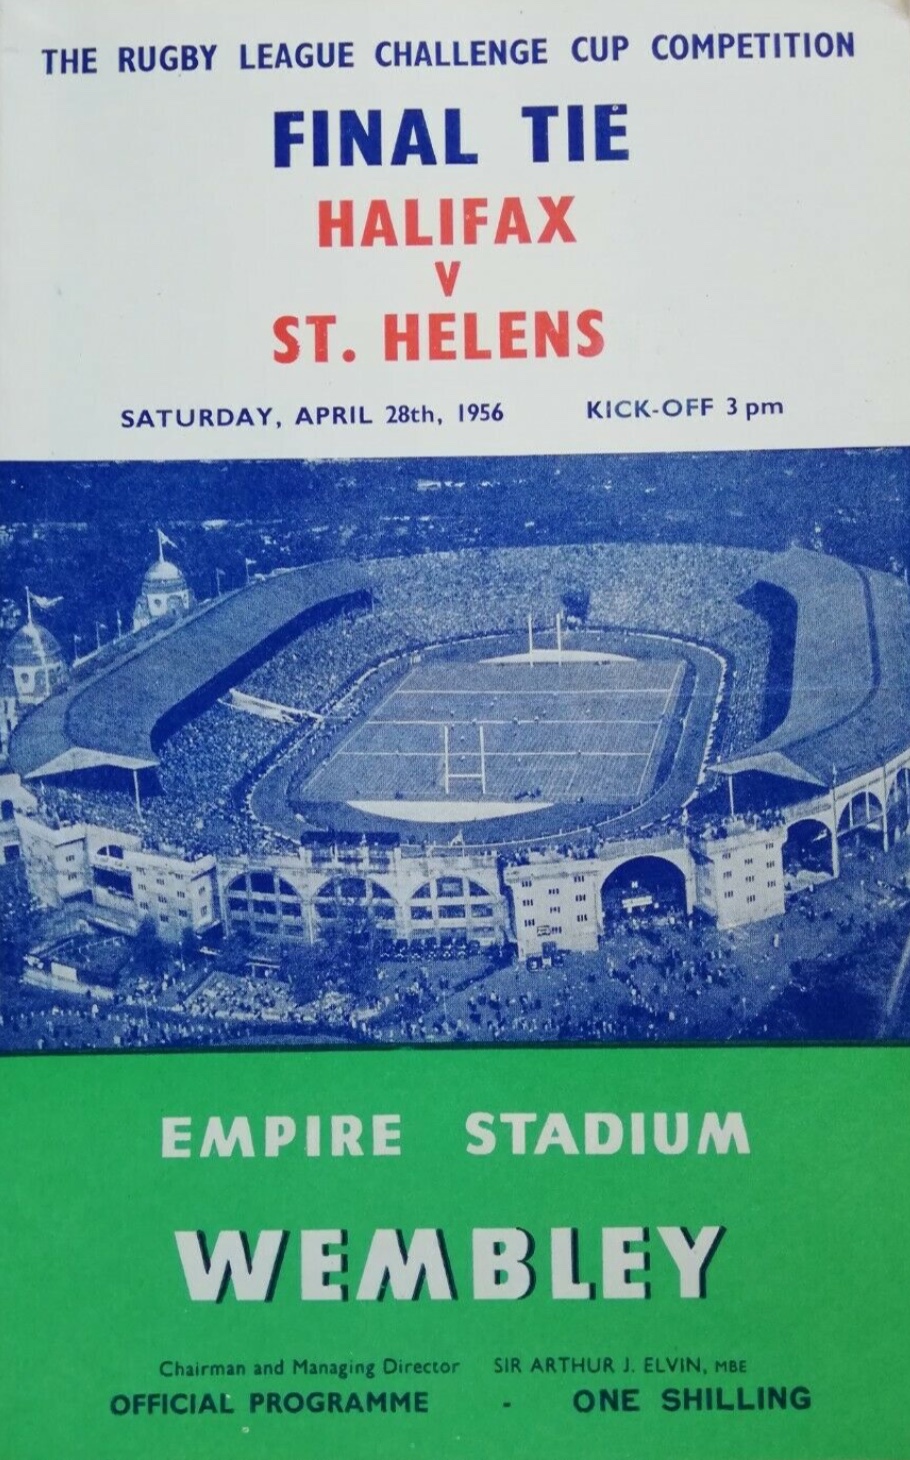 THE RUGBY LEAGUE CHALLENGE CUP COMPETITION
FINAL TIE
HALIFAX
V
ST. HELENS
SATURDAY, APRIL 28th, 1956 KICK-OFF 3 pm
EMPIRE STADIUM
WEMBLEY
Chairman and Managing Director SIR ARTHUR J. ELVIN, MBE
OFFICIAL PROGRAMME - ONE SHILLING